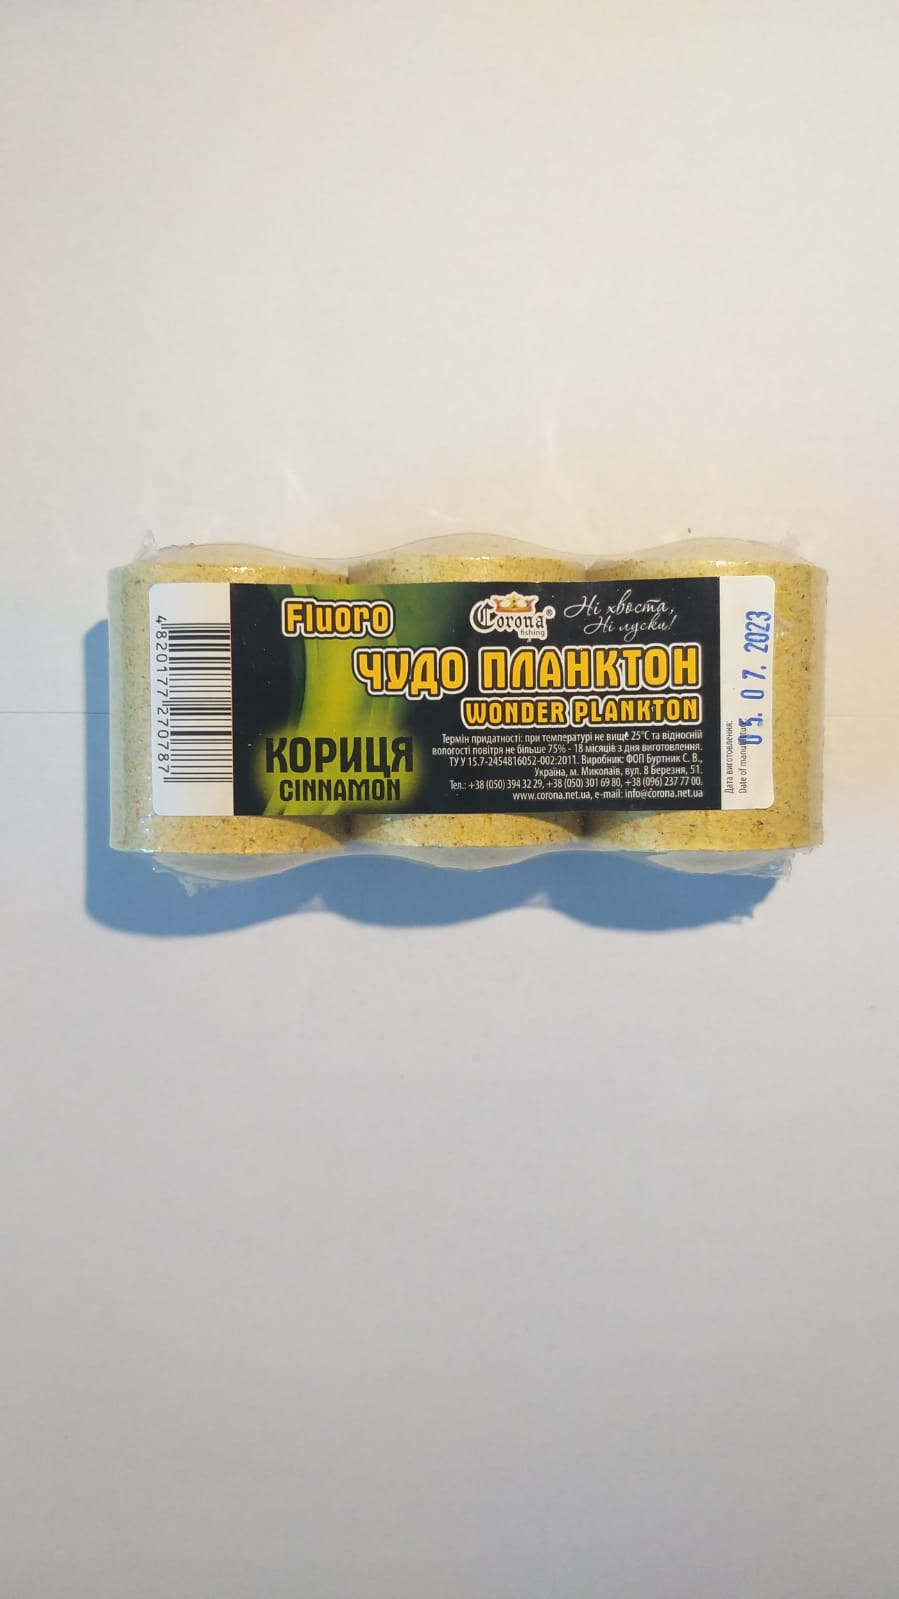 4820177270787
Fluoro
Corona®
fishing
Ні хвоста,
Ні луски!
ЧУДО ПЛАНКТОН
WONDER PLANKTON
КОРИЦЯ
CINNAMON
Термін придатності: при температурі не вище 25°С та відносній
вологості повітря не більше 75% - 18 місяців з дня виготовлення.
ТУ У 15.7-2454816052-002:2011. Виробник: ФОП Буртник С. В.,
Україна, м. Миколаїв, вул. 8 Березня, 51.
Тел.: +38 (050) 394 32 29, +38 (050) 301 69 80, +38 (096) 237 77 00.
www.corona.net.ua, e-mail: info@corona.net.ua
Дата виготовлення:
Date of manufacture:
05. 07. 2023